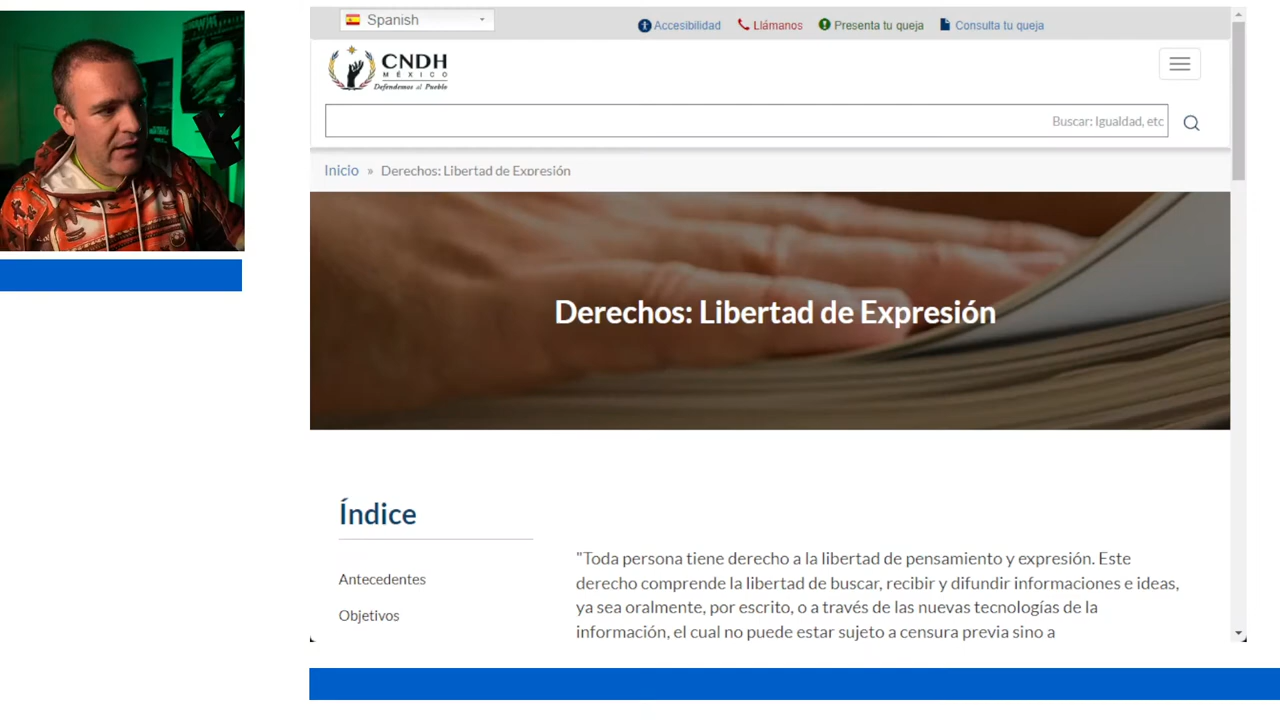 Spanish
Accesibilidad
Llámanos
Presenta tu queja
Consulta tu queja
CNDH
MÉXICO
Defendemos al Pueblo
Buscar: Igualdad, etc
Inicio » Derechos: Libertad de Expresión
Derechos: Libertad de Expresión
Índice
Antecedentes
Objetivos
"Toda persona tiene derecho a la libertad de pensamiento y expresión. Este
derecho comprende la libertad de buscar, recibir y difundir informaciones e ideas,
ya sea oralmente, por escrito, o a través de las nuevas tecnologías de la
información, el cual no puede estar sujeto a censura previa sino a